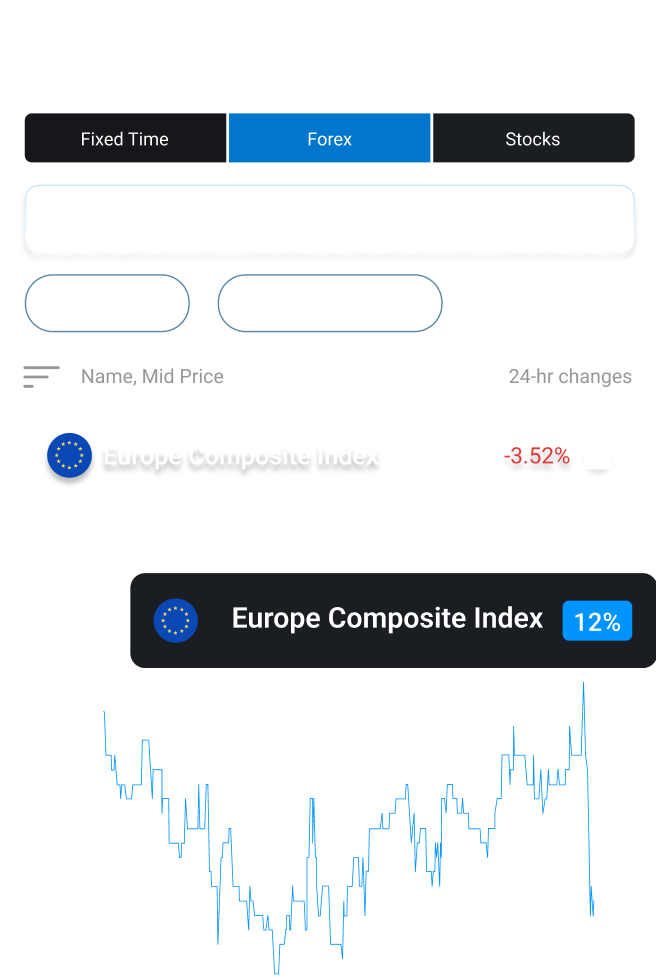 Fixed Time Forex Stocks
Name, Mid Price 24-hr changes
Europe Composite Index -3.52%
Europe Composite Index 12%